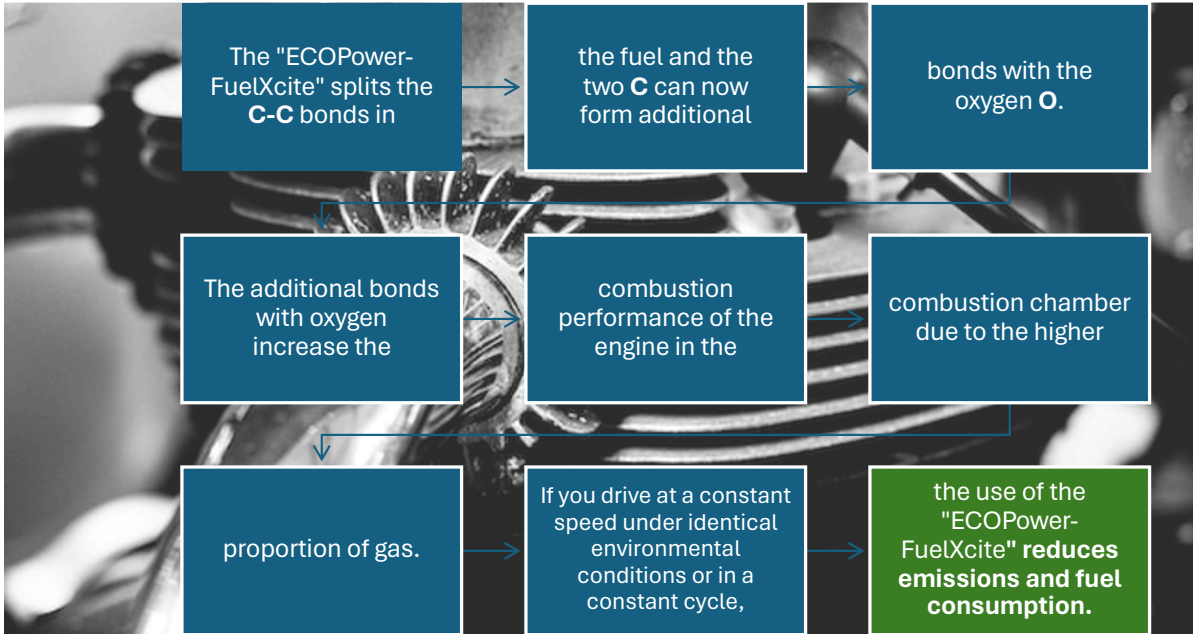 The "ECOPower-
FuelXcite" splits the
C-C bonds in
the fuel and the
two C can now
form additional
bonds with the
oxygen O.
The additional bonds
with oxygen
increase the
combustion
performance of the
engine in the
combustion chamber
due to the higher
proportion of gas.
If you drive at a constant
speed under identical
environmental
conditions or in a
constant cycle,
the use of the
"ECOPower-
FuelXcite" reduces
emissions and fuel
consumption.